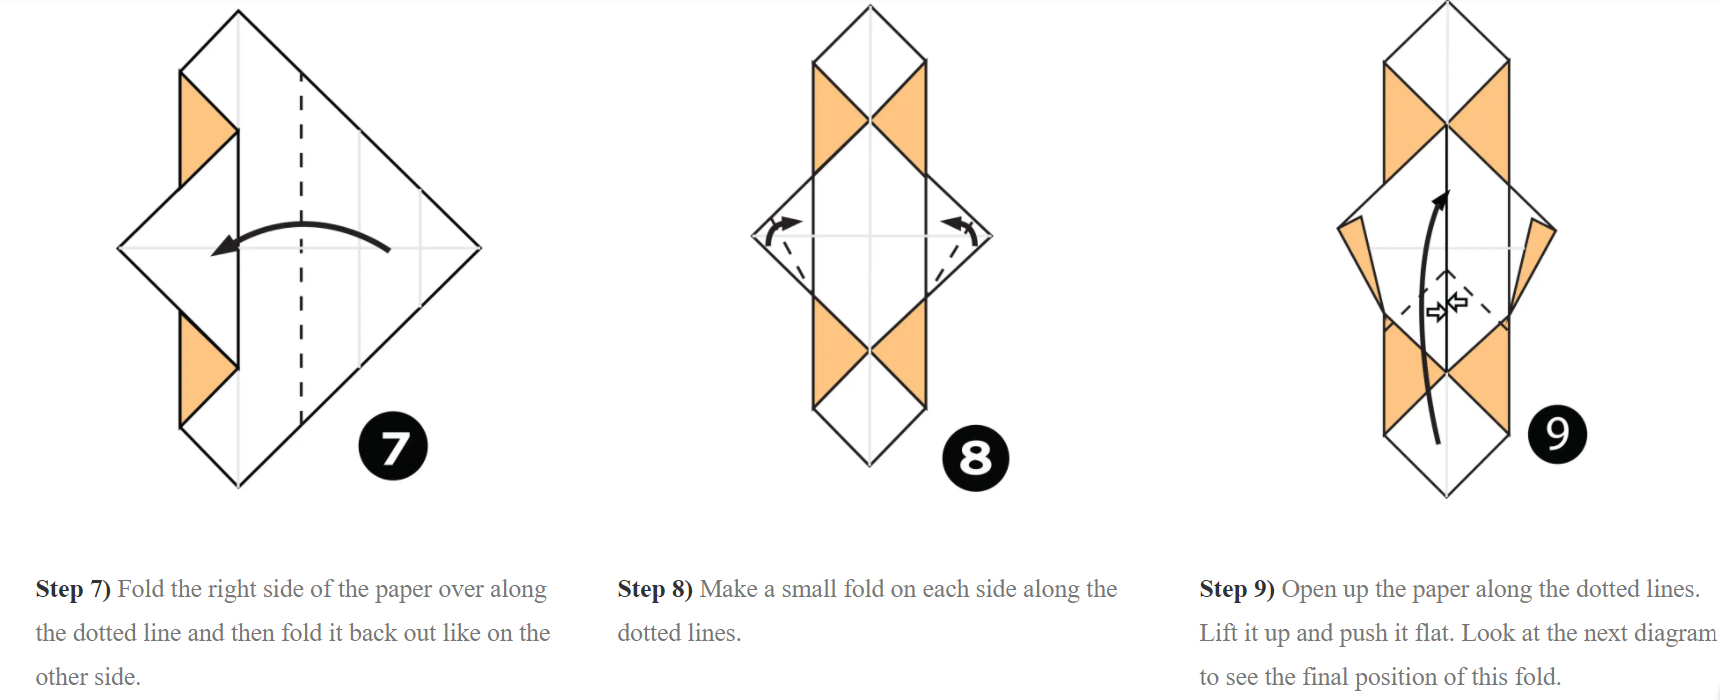 7
8
9
Step 7) Fold the right side of the paper over along
the dotted line and then fold it back out like on the
other side.
Step 8) Make a small fold on each side along the
dotted lines.
Step 9) Open up the paper along the dotted lines.
Lift it up and push it flat. Look at the next diagram
to see the final position of this fold.